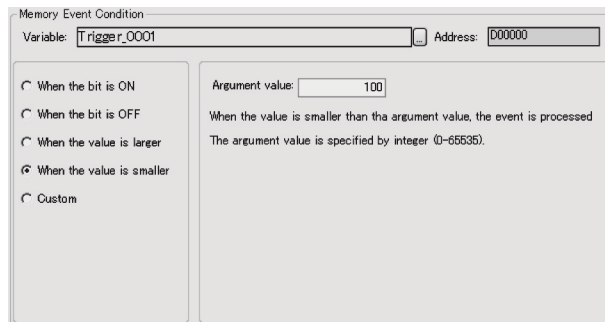 Memory Event Condition
Variable: Trigger_0001 ... Address: D00000
When the bit is ON
When the bit is OFF
When the value is larger
When the value is smaller
Custom
Argument value: 100
When the value is smaller than tha argument value, the event is processed
The argument value is specified by integer (0-65535).